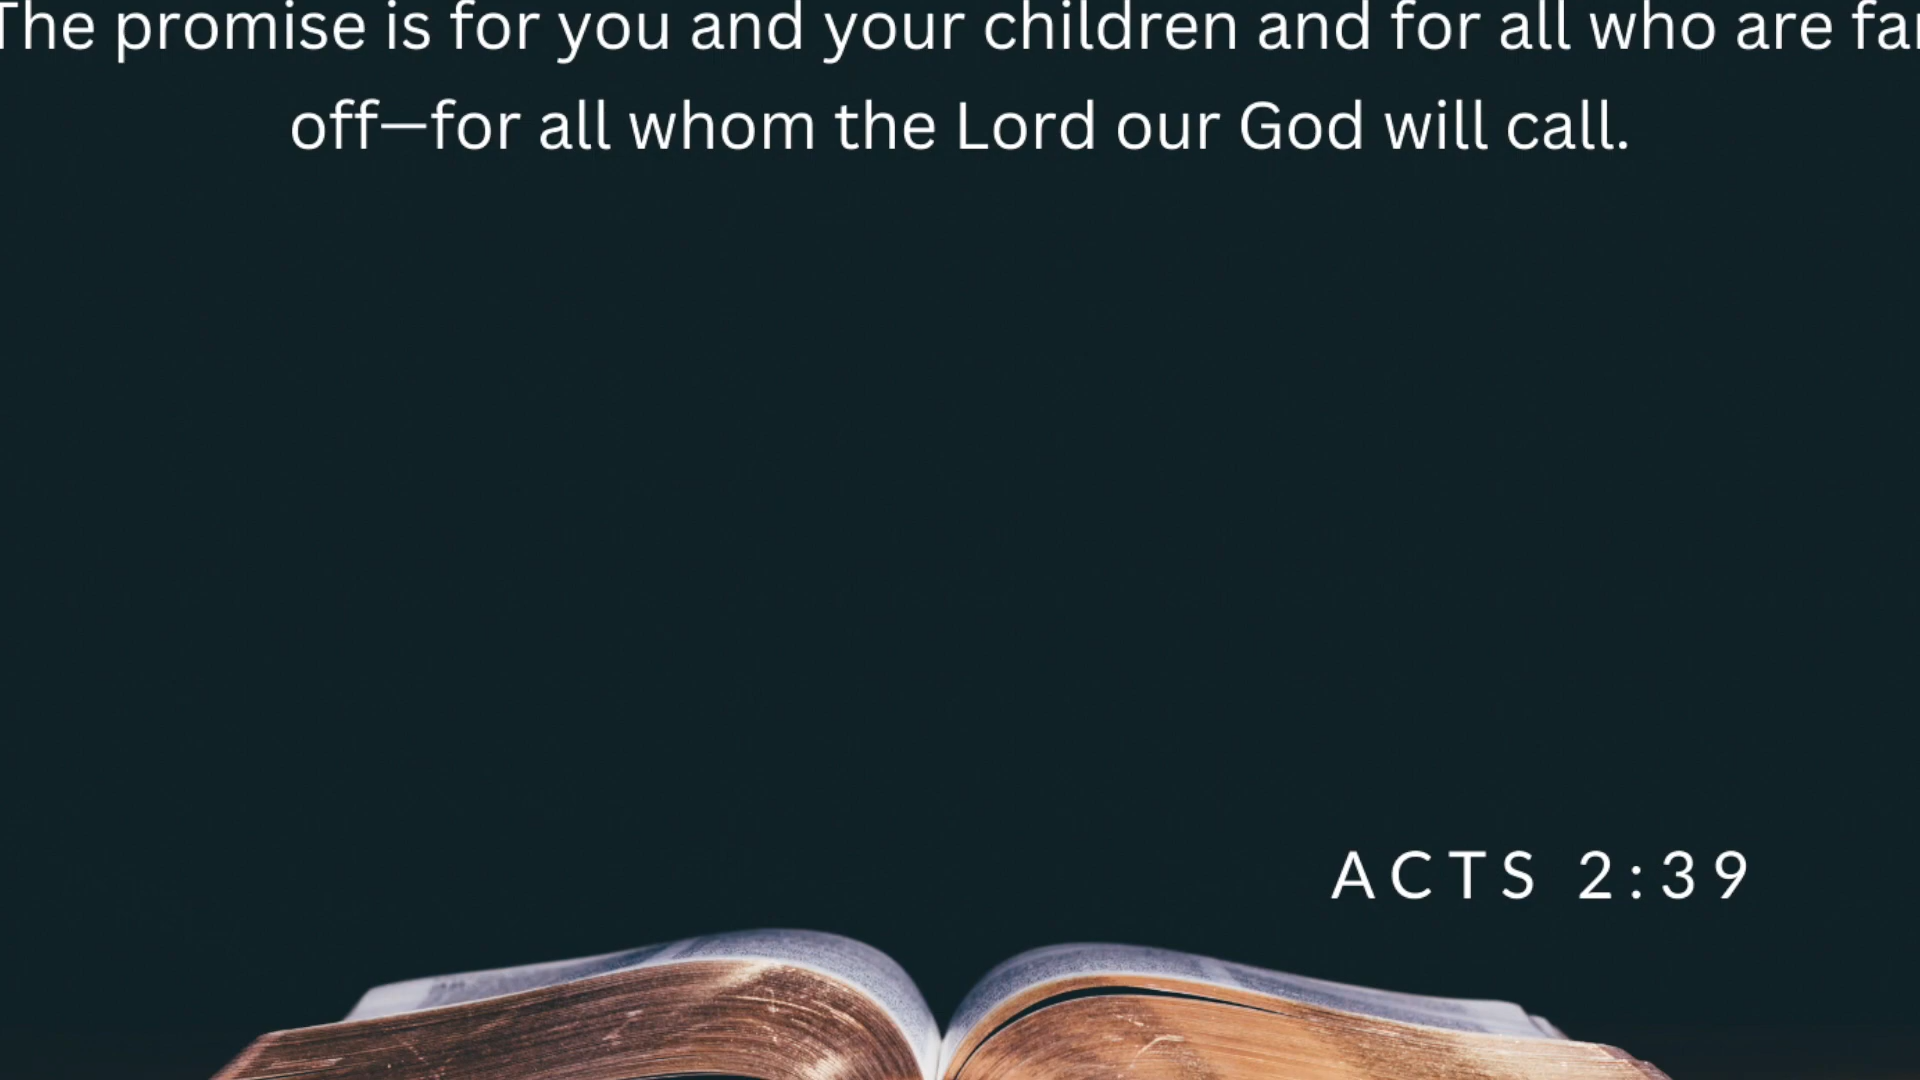 The promise is for you and your children and for all who are far
off—for all whom the Lord our God will call.
ACTS 2:39